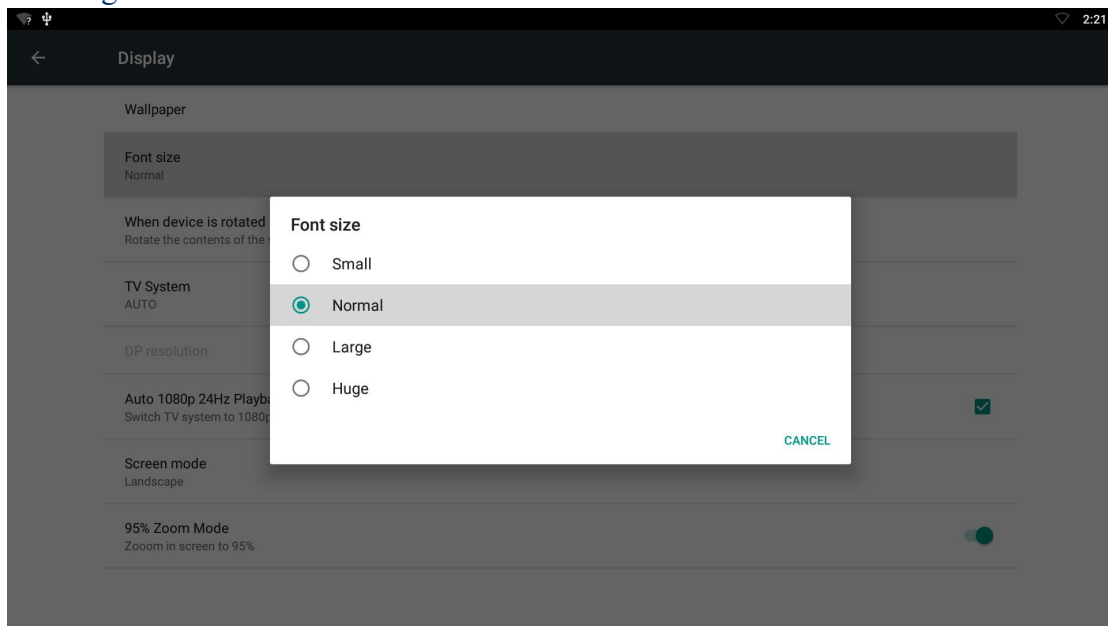 2:21
Display
Wallpaper
Font size
Normal
When device is rotated
Rotate the contents of the
TV System
AUTO
DP resolution
Auto 1080p 24Hz
Switch TV system to
Screen mode
Landscape
95% Zoom Mode
Zooom in screen to 95%
Font size
Small
Normal
Large
Huge
CANCEL